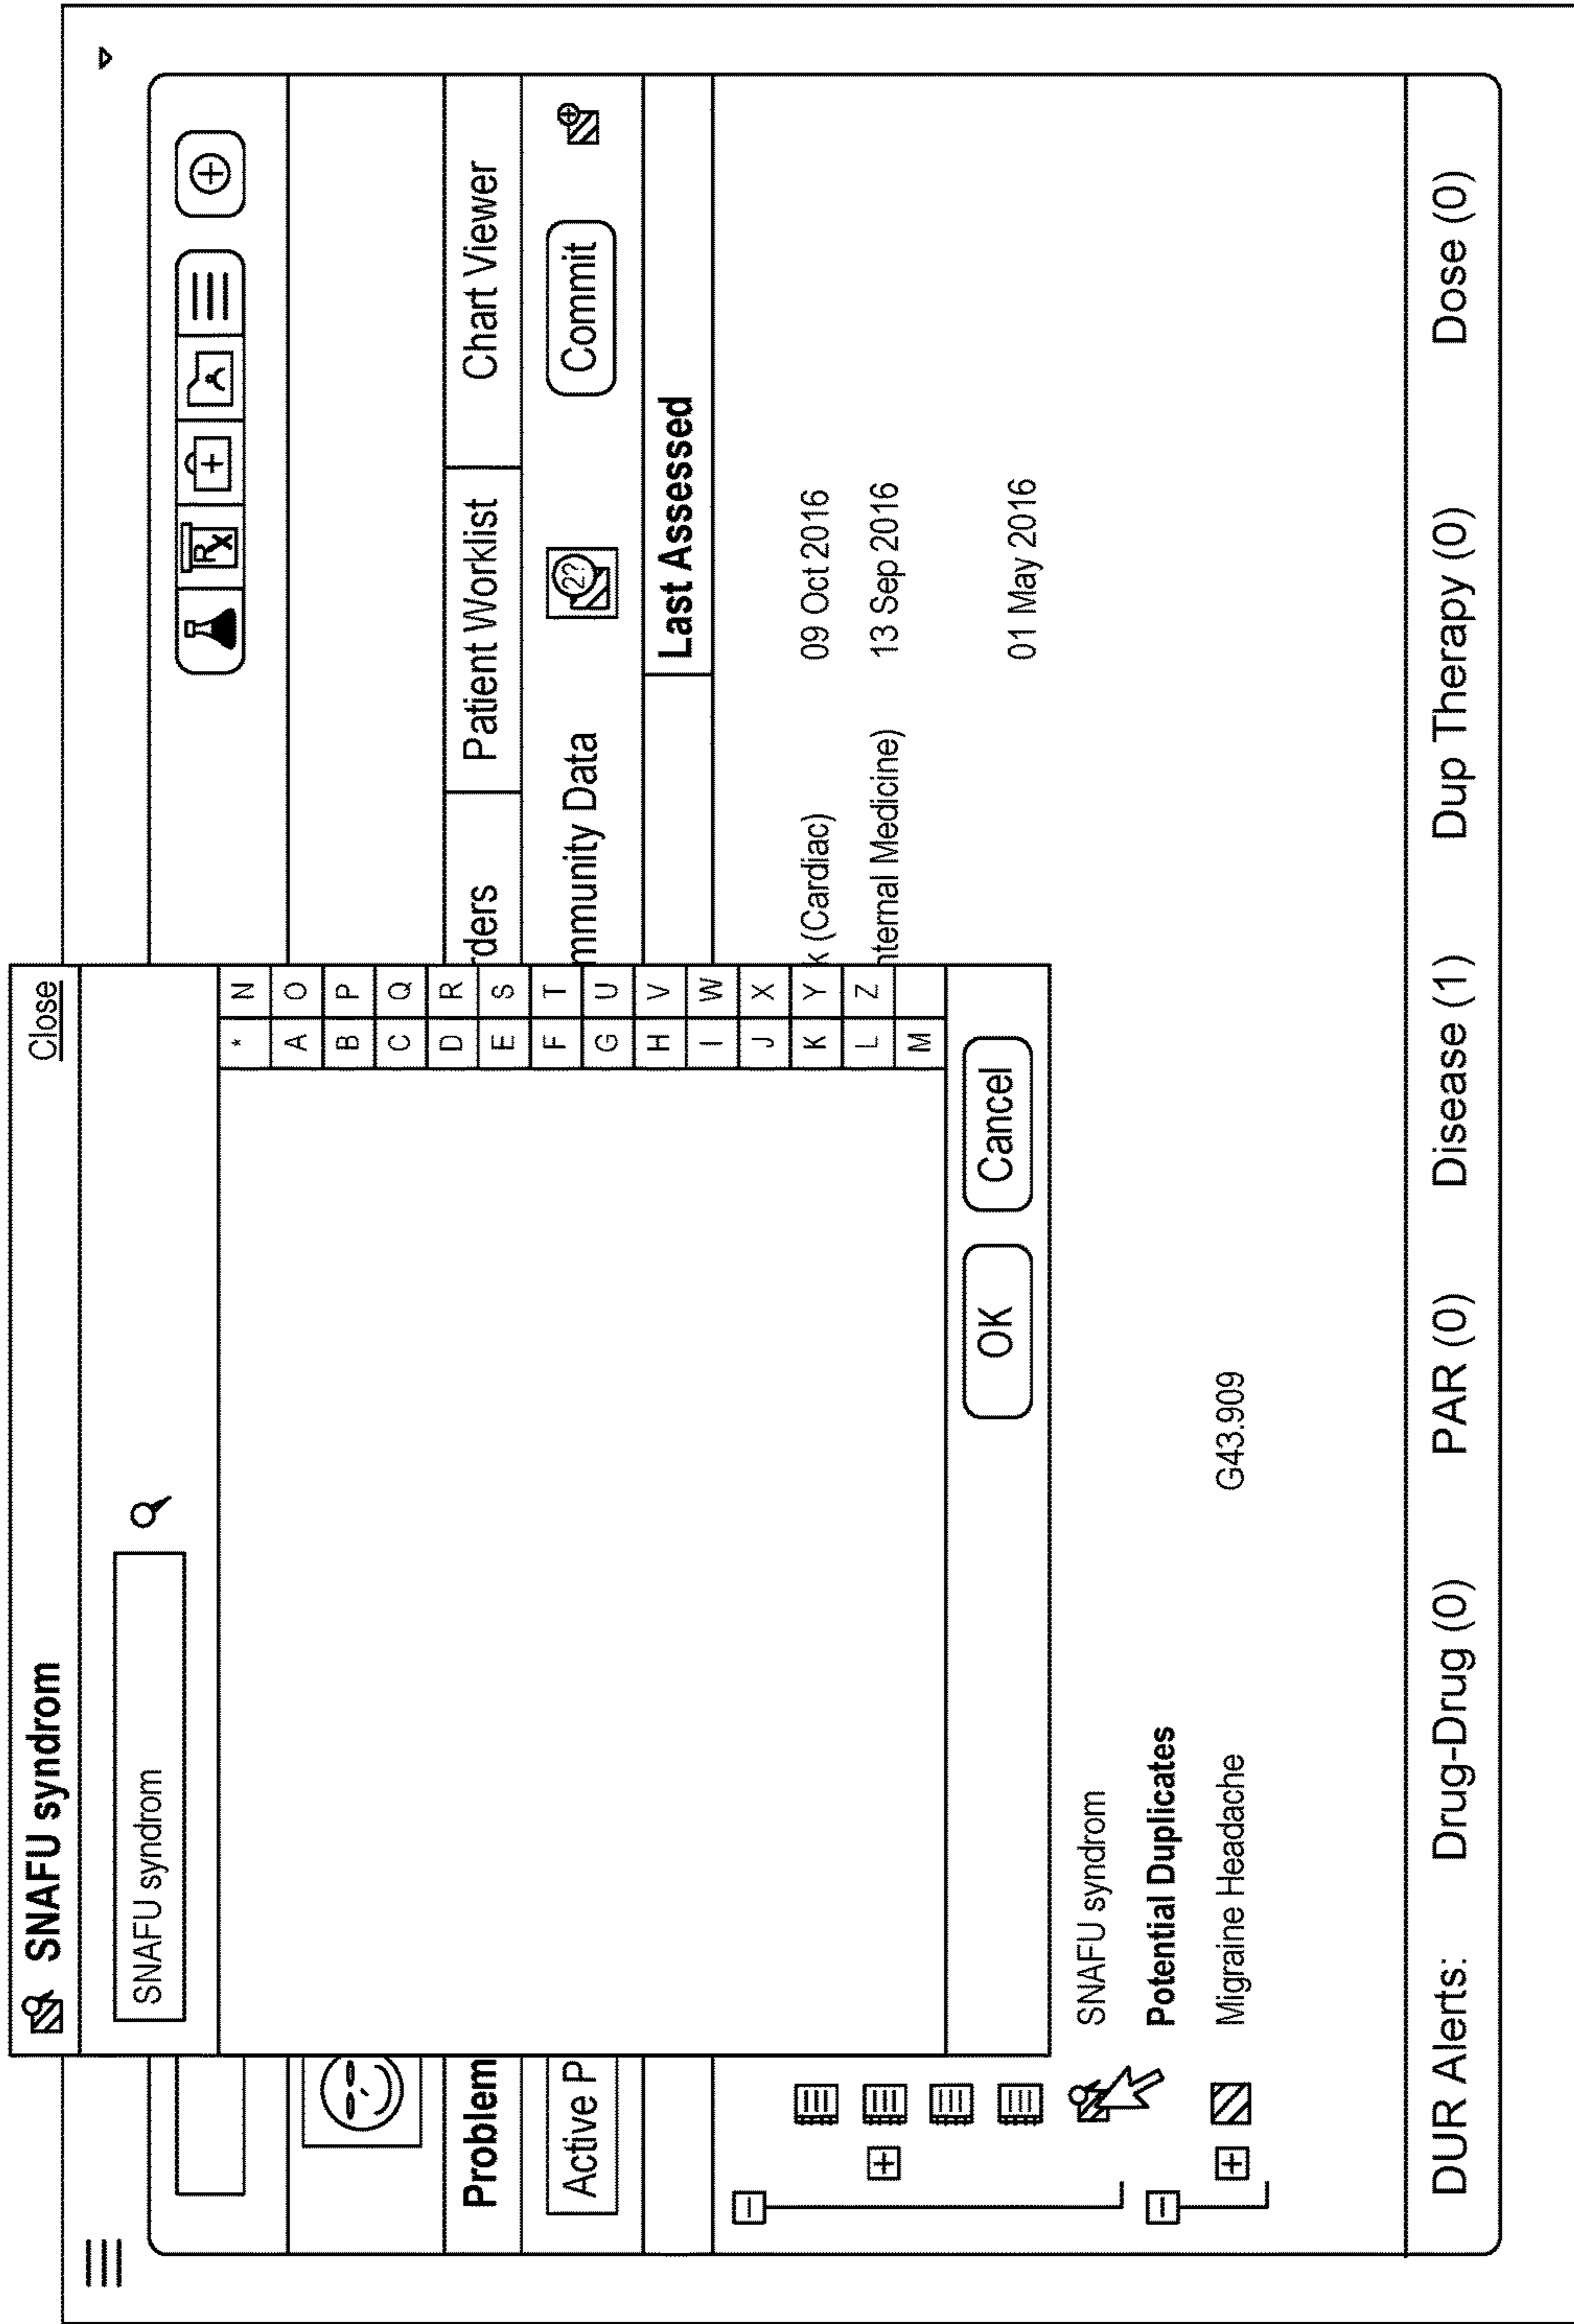 SNAFU syndrom Close
SNAFU syndrom
* N
A O
B P
C Q
D R
E S
F T
G U
H V
I W
J X
K Y
L Z
M
OK Cancel
Rx
Problem rders Patient Worklist Chart Viewer
Active P mmunity Data 2? Commit
Last Assessed
k (Cardiac) 09 Oct 2016
nternal Medicine) 13 Sep 2016
01 May 2016
SNAFU syndrom
Potential Duplicates
Migraine Headache G43.909
DUR Alerts: Drug-Drug (0) PAR (0) Disease (1) Dup Therapy (0) Dose (0)